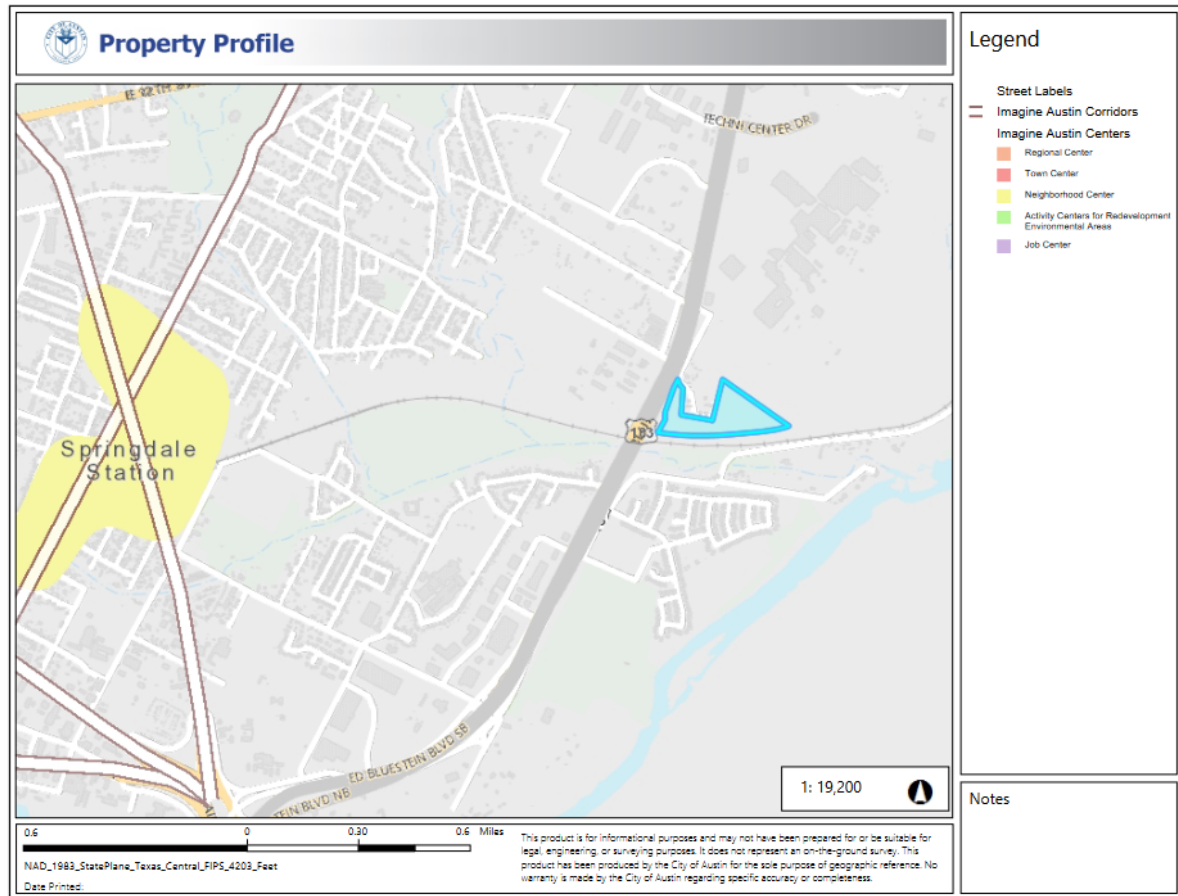 CITY OF AUSTIN
Property Profile
Legend
Street Labels
Imagine Austin Corridors
Imagine Austin Centers
Regional Center
Town Center
Neighborhood Center
Activity Centers for Redevelopment
Environmental Areas
Job Center
TECHNI CENTER DR
183
Springdale
Station
ED BLUESTEIN BLVD SB
STEIN BLVD NB
1: 19,200
Notes
0.6 0 0.30 0.6 Miles
NAD_1983_StatePlane_Texas_Central_FIPS_4203_Feet
Date Printed:
This product is for informational purposes and may not have been prepared for or be suitable for
legal, engineering, or surveying purposes. It does not represent an on-the-ground survey. This
product has been produced by the City of Austin for the sole purpose of geographic reference. No
warranty is made by the City of Austin regarding specific accuracy or completeness.